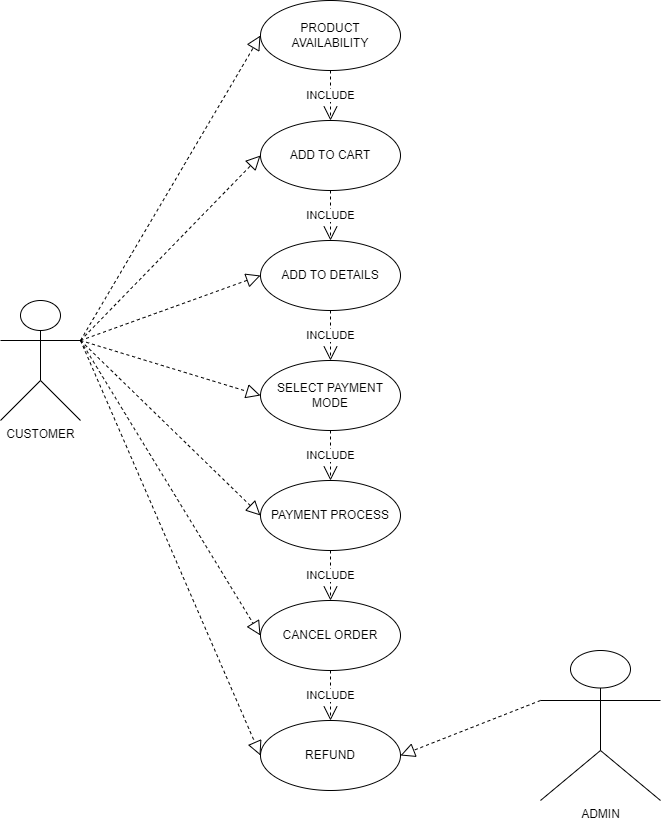 PRODUCT
AVAILABILITY
INCLUDE
ADD TO CART
INCLUDE
ADD TO DETAILS
INCLUDE
SELECT PAYMENT
MODE
CUSTOMER
INCLUDE
PAYMENT PROCESS
INCLUDE
CANCEL ORDER
INCLUDE
REFUND
ADMIN